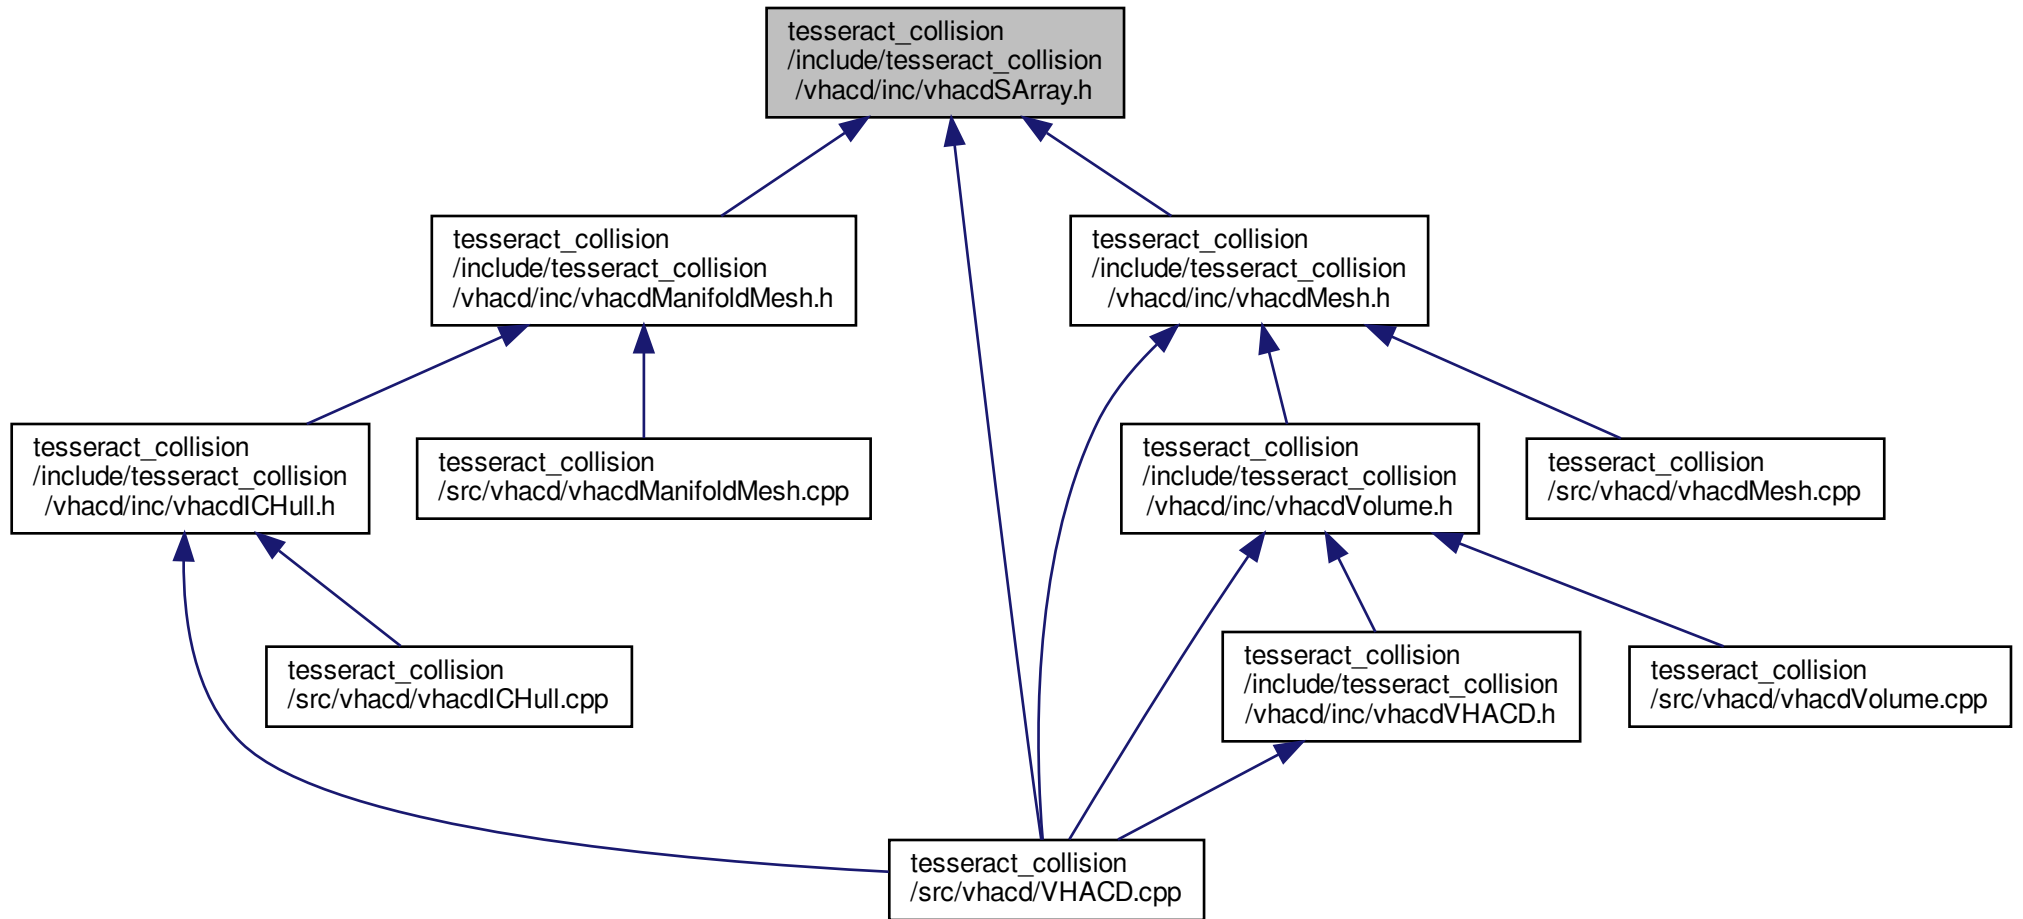 tesseract_collision
/include/tesseract_collision
/vhacd/inc/vhacdSArray.h
tesseract_collision
/include/tesseract_collision
/vhacd/inc/vhacdManifoldMesh.h
tesseract_collision
/include/tesseract_collision
/vhacd/inc/vhacdMesh.h
tesseract_collision
/include/tesseract_collision
/vhacd/inc/vhacdICHull.h
tesseract_collision
/src/vhacd/vhacdManifoldMesh.cpp
tesseract_collision
/include/tesseract_collision
/vhacd/inc/vhacdVolume.h
tesseract_collision
/src/vhacd/vhacdMesh.cpp
tesseract_collision
/src/vhacd/vhacdICHull.cpp
tesseract_collision
/include/tesseract_collision
/vhacd/inc/vhacdVHACD.h
tesseract_collision
/src/vhacd/vhacdVolume.cpp
tesseract_collision
/src/vhacd/VHACD.cpp